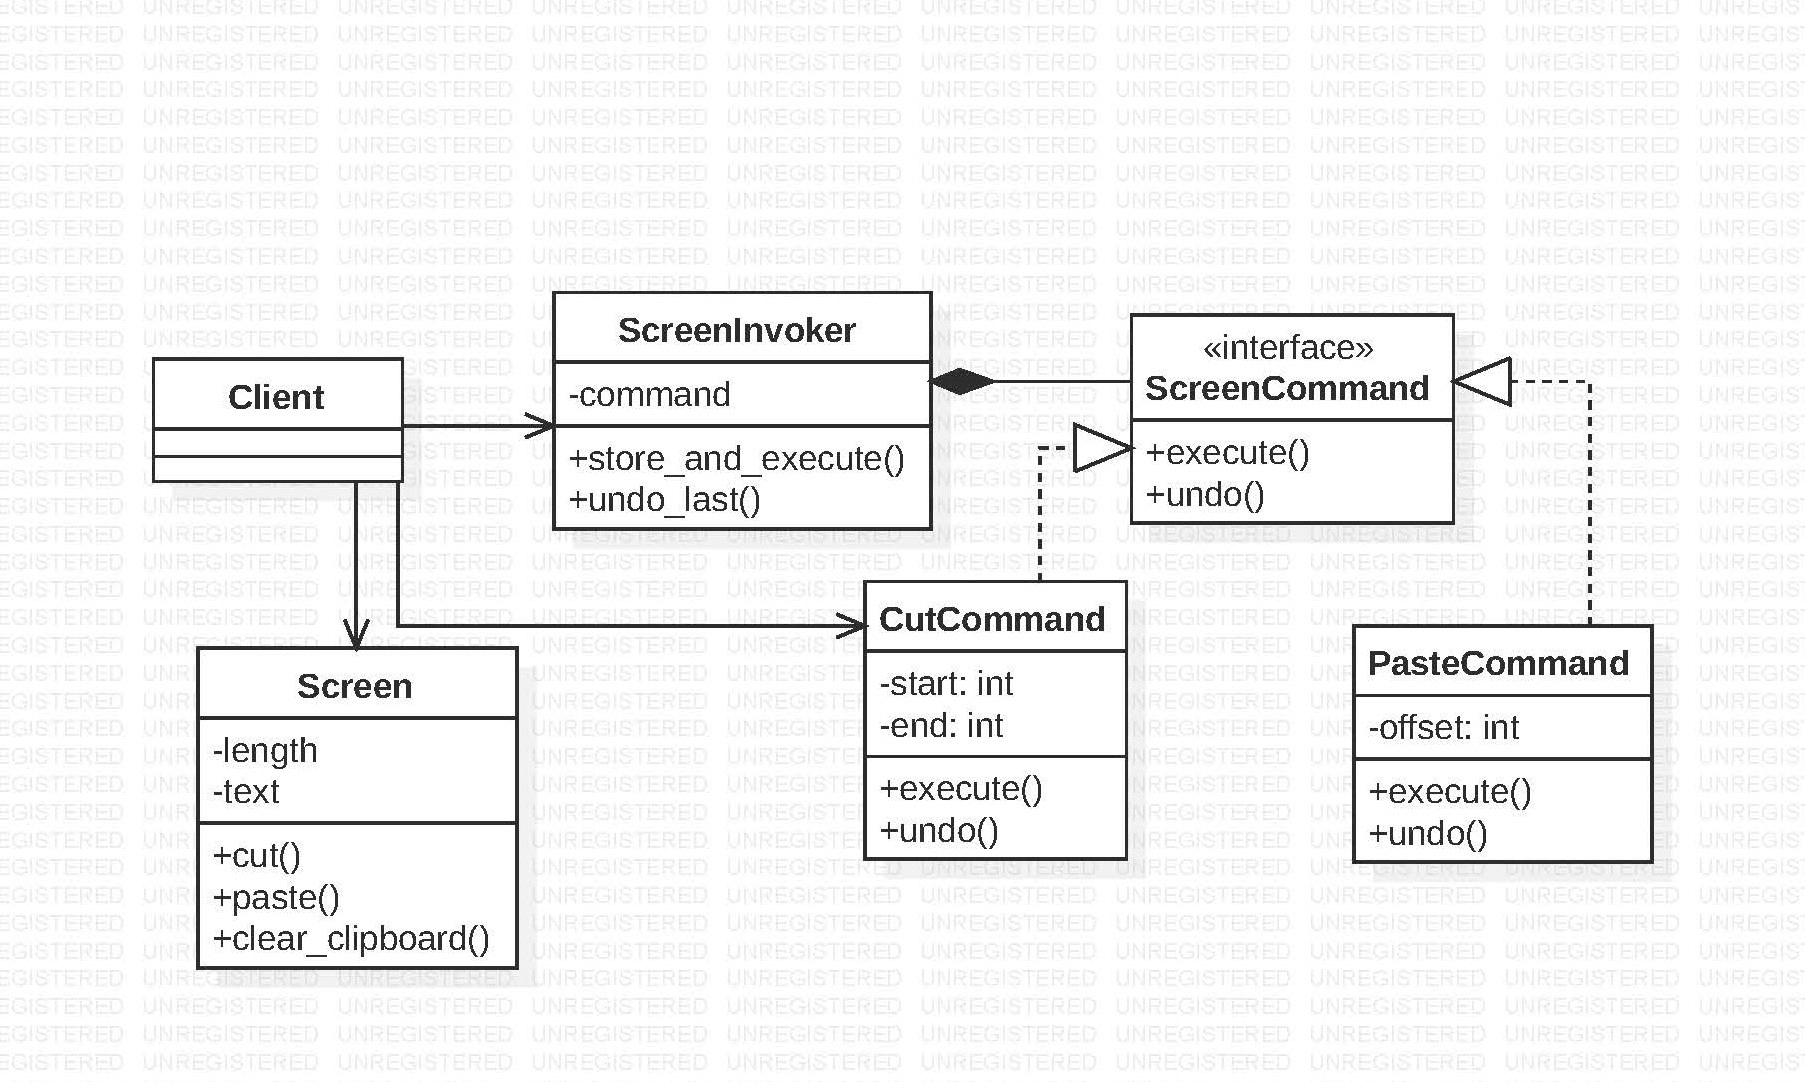 Client
ScreenInvoker
-command
+store_and_execute()
+undo_last()
«interface»
ScreenCommand
+execute()
+undo()
Screen
-length
-text
+cut()
+paste()
+clear_clipboard()
CutCommand
-start: int
-end: int
+execute()
+undo()
PasteCommand
-offset: int
+execute()
+undo()
UNREGISTERED